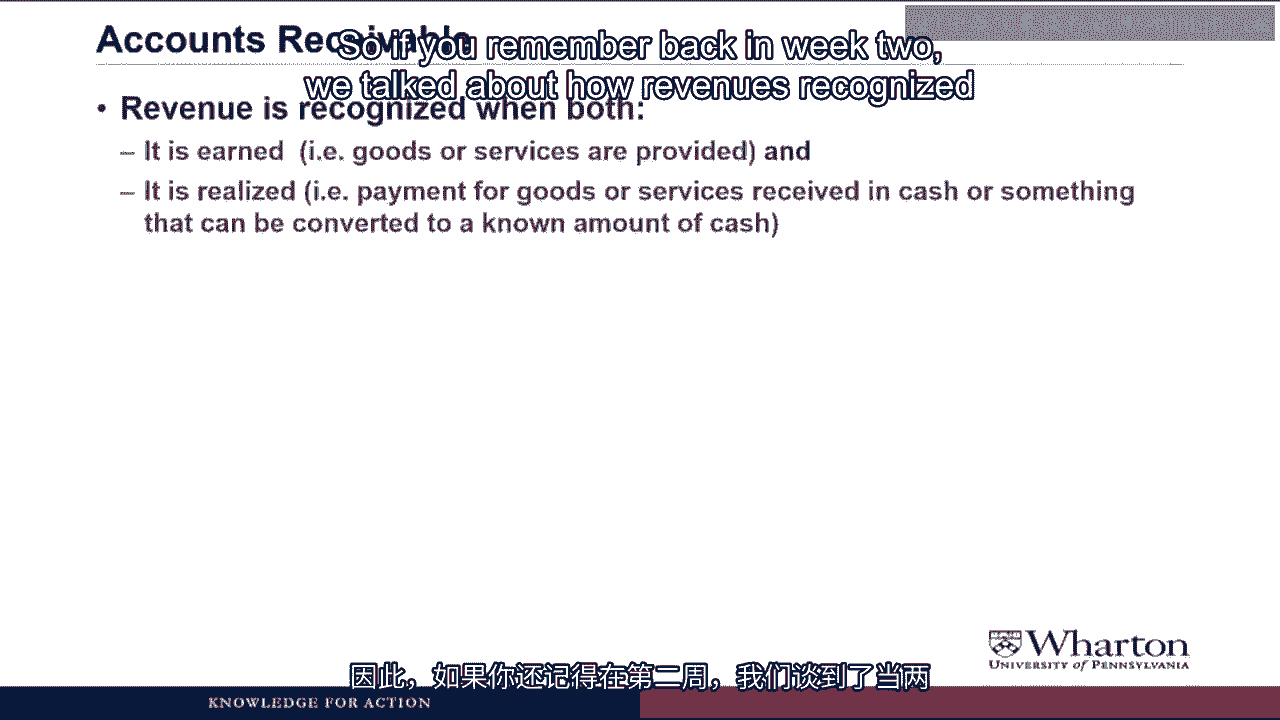 Accounts Receivable
So if you remember back in week two,
we talked about how revenues recognized
• Revenue is recognized when both:
– It is earned (i.e. goods or services are provided) and
– It is realized (i.e. payment for goods or services received in cash or something
that can be converted to a known amount of cash)
Wharton
UNIVERSITY of PENNSYLVANIA
因此，如果你还记得在第二周，我们谈到了当两
KNOWLEDGE FOR ACTION